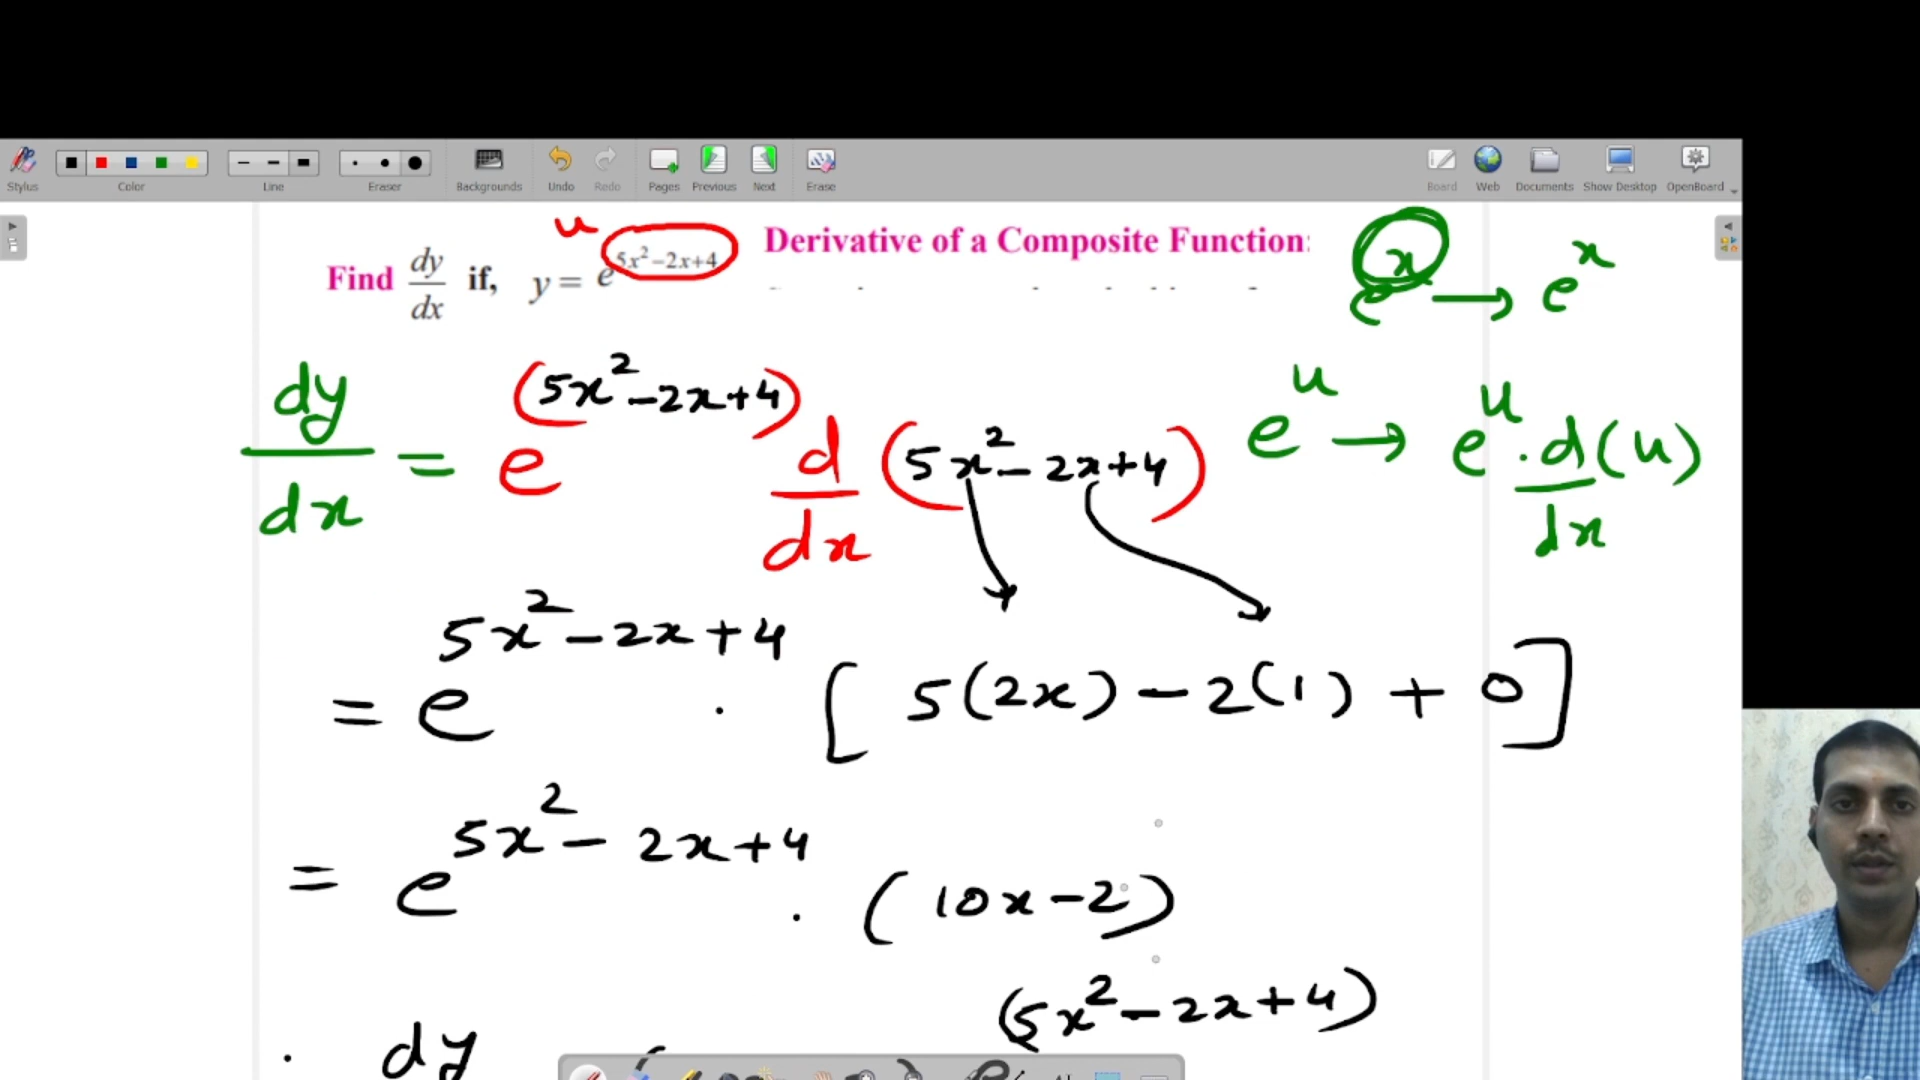 Stylus Color Line Eraser Backgrounds Undo Redo Pages Previous Next Erase Board Web Documents Show Desktop OpenBoard
Find dy/dx if, y = e^(5x²−2x+4) u Derivative of a Composite Function:
e^x → e^x
dy/dx = e^(5x²-2x+4) d/dx (5x²-2x+4)
e^u → e^u . d/dx (u)
= e^(5x²-2x+4) . [5(2x) - 2(1) + 0]
= e^(5x²-2x+4) . (10x-2)
dy (5x²-2x+4)